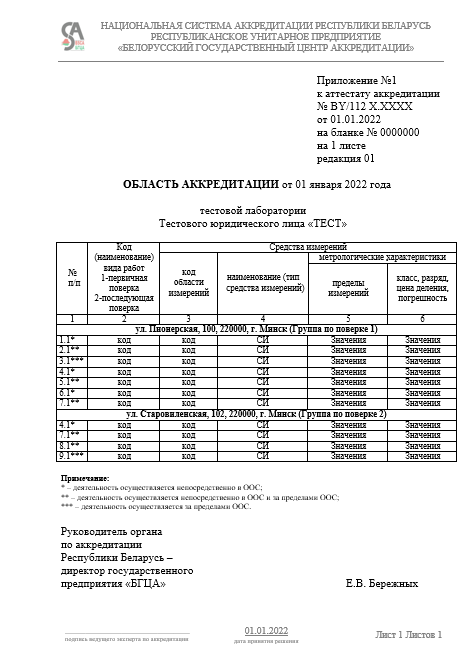 НАЦИОНАЛЬНАЯ СИСТЕМА АККРЕДИТАЦИИ РЕСПУБЛИКИ БЕЛАРУСЬ
РЕСПУБЛИКАНСКОЕ УНИТАРНОЕ ПРЕДПРИЯТИЕ
«БЕЛОРУССКИЙ ГОСУДАРСТВЕННЫЙ ЦЕНТР АККРЕДИТАЦИИ»
Приложение №1
к аттестату аккредитации
№ BY/112 X.XXXX
от 01.01.2022
на бланке № 0000000
на 1 листе
редакция 01
ОБЛАСТЬ АККРЕДИТАЦИИ от 01 января 2022 года
тестовой лаборатории
Тестового юридического лица «ТЕСТ»
№ п/п
Код (наименование) вида работ 1-первичная поверка 2-последующая поверка
Средства измерений
код области измерений
наименование (тип средства измерений)
метрологические характеристики
пределы измерений
класс, разряд, цена деления, погрешность
1 2 3 4 5 6
ул. Пионерская, 100, 220000, г. Минск (Группа по поверке 1)
1.1* код код СИ Значения Значения
2.1** код код СИ Значения Значения
3.1*** код код СИ Значения Значения
4.1* код код СИ Значения Значения
5.1** код код СИ Значения Значения
6.1* код код СИ Значения Значения
7.1** код код СИ Значения Значения
ул. Старовиленская, 102, 220000, г. Минск (Группа по поверке 2)
4.1* код код СИ Значения Значения
7.1** код код СИ Значения Значения
8.1** код код СИ Значения Значения
9.1*** код код СИ Значения Значения
Примечание:
* – деятельность осуществляется непосредственно в ООС;
** – деятельность осуществляется непосредственно в ООС и за пределами ООС;
*** – деятельность осуществляется за пределами ООС.
Руководитель органа
по аккредитации
Республики Беларусь –
директор государственного
предприятия «БГЦА» Е.В. Бережных
01.01.2022
подпись ведущего эксперта по аккредитации
дата принятия решения
Лист 1 Листов 1